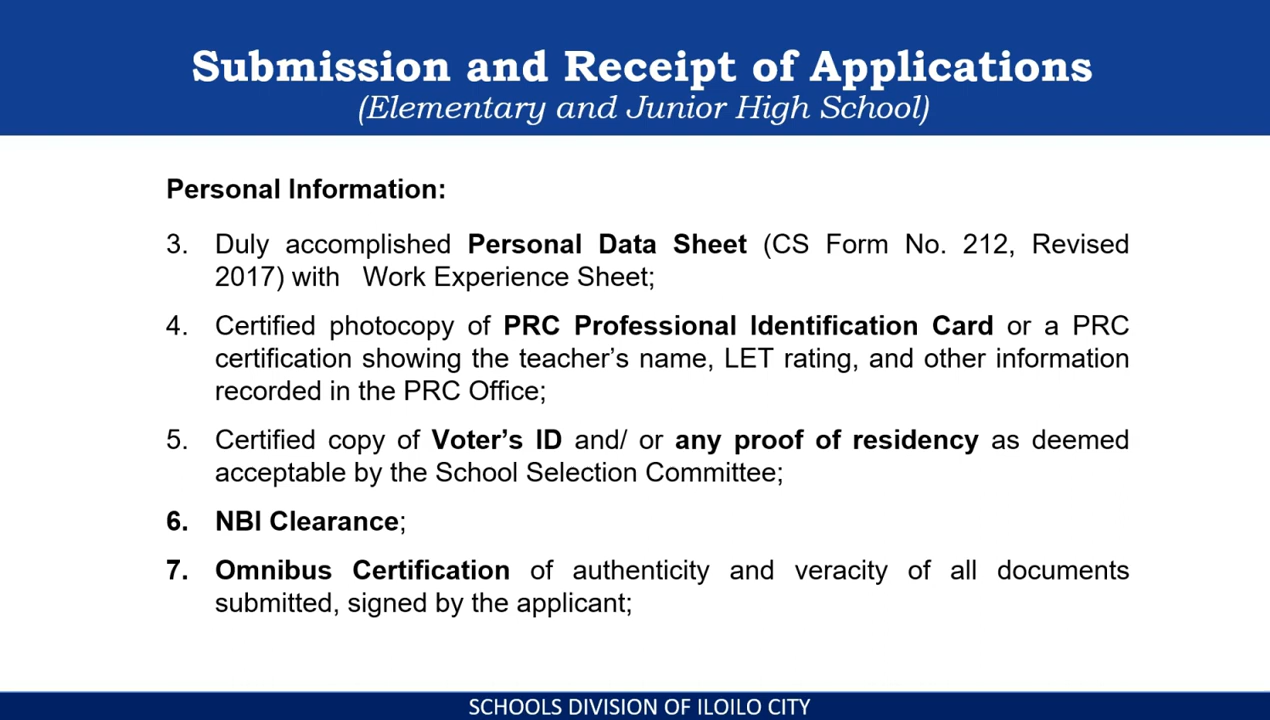 Submission and Receipt of Applications
(Elementary and Junior High School)
Personal Information:
3. Duly accomplished Personal Data Sheet (CS Form No. 212, Revised
2017) with Work Experience Sheet;
4. Certified photocopy of PRC Professional Identification Card or a PRC
certification showing the teacher’s name, LET rating, and other information
recorded in the PRC Office;
5. Certified copy of Voter’s ID and/ or any proof of residency as deemed
acceptable by the School Selection Committee;
6. NBI Clearance;
7. Omnibus Certification of authenticity and veracity of all documents
submitted, signed by the applicant;
SCHOOLS DIVISION OF ILOILO CITY